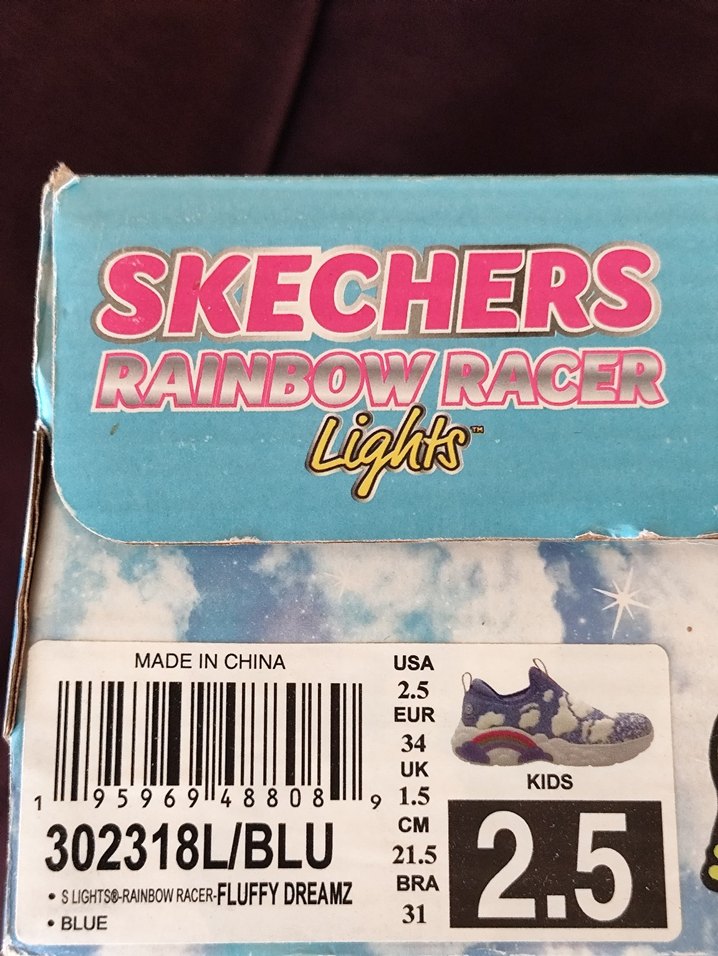 SKECHERS
RAINBOW RACER
Lights™
MADE IN CHINA
1 95969 48808 9
302318L/BLU
• S LIGHTS®-RAINBOW RACER-FLUFFY DREAMZ
• BLUE
USA
2.5
EUR
34
UK
1.5
CM
21.5
BRA
31
KIDS
2.5